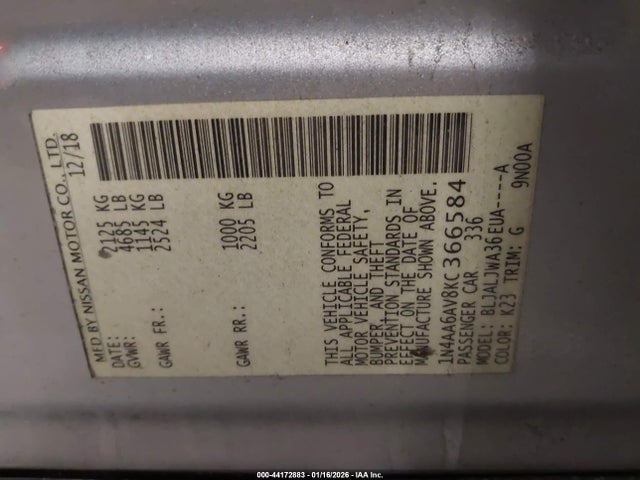 MFD BY NISSAN MOTOR CO., LTD.
DATE: 12/18
GVWR: 2125 KG
4685 LB
GAWR FR.: 1145 KG
2524 LB
GAWR RR.: 1000 KG
2205 LB
THIS VEHICLE CONFORMS TO
ALL APPLICABLE FEDERAL
MOTOR VEHICLE SAFETY,
BUMPER, AND THEFT
PREVENTION STANDARDS IN
EFFECT ON THE DATE OF
MANUFACTURE SHOWN ABOVE.
1N4AA6AV8KC366584
PASSENGER CAR 336
MODEL: BLJALJWA36EUA----A
COLOR: K23 TRIM: G 9N00A
000-44172883 - 01/16/2026 - IAA Inc.